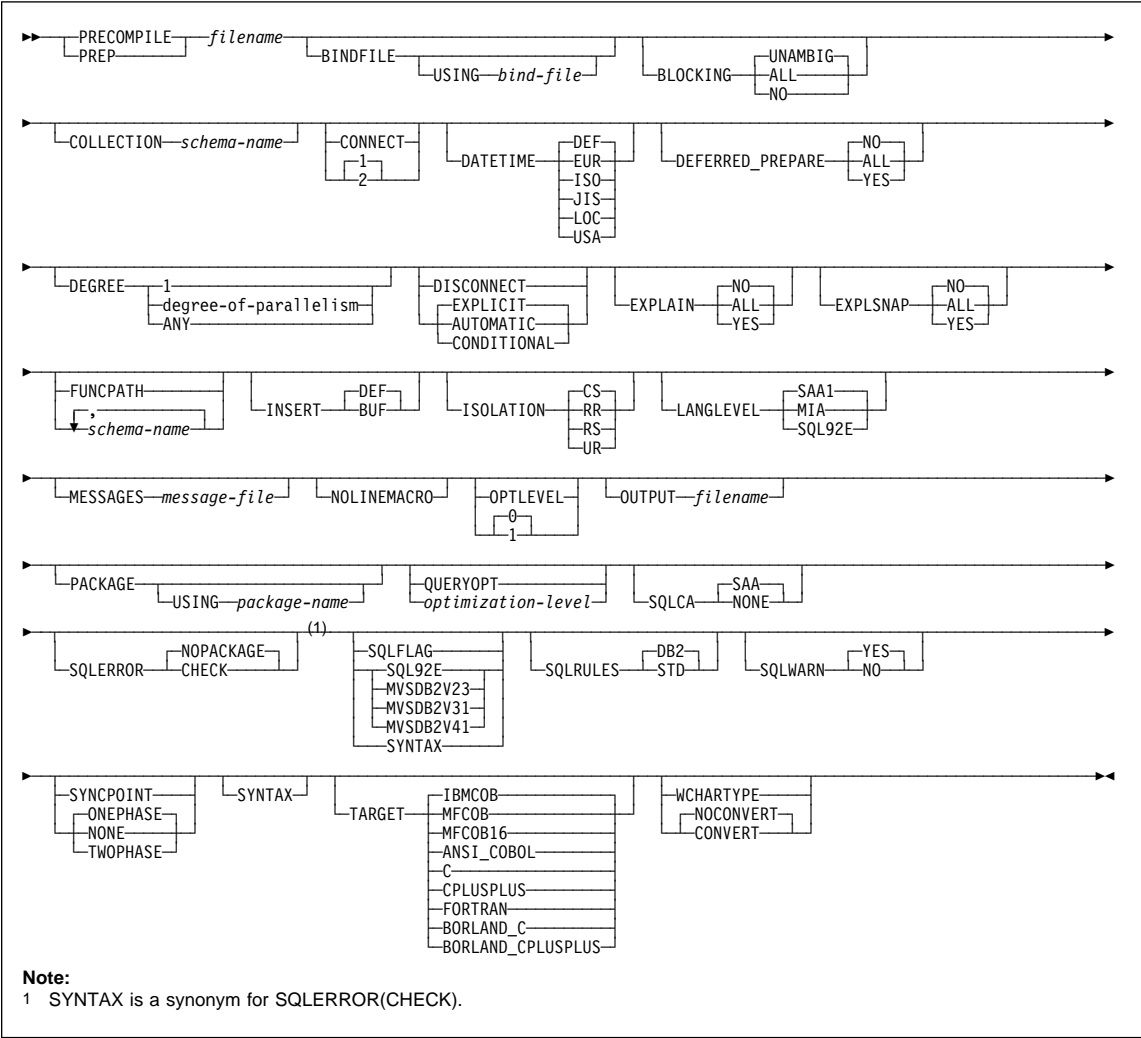 PRECOMPILE filename
PREP BINDFILE UNAMBIG
USING bind-file BLOCKING ALL
NO
COLLECTION schema-name CONNECT DEF NO
1 DATETIME EUR DEFERRED_PREPARE ALL
2 ISO YES
JIS
LOC
USA
DEGREE 1 DISCONNECT NO NO
degree-of-parallelism EXPLICIT EXPLAIN ALL EXPLSNAP ALL
ANY AUTOMATIC YES YES
CONDITIONAL
FUNCPATH DEF CS SAA1
, INSERT BUF ISOLATION RR LANGLEVEL MIA
schema-name RS SQL92E
UR
MESSAGES message-file NOLINEMACRO OPTLEVEL OUTPUT filename
0
1
PACKAGE QUERYOPT SAA
USING package-name optimization-level SQLCA NONE
(1)
NOPACKAGE SQLFLAG DB2 YES
SQLERROR CHECK SQL92E SQLRULES STD SQLWARN NO
MVSDB2V23
MVSDB2V31
MVSDB2V41
SYNTAX
SYNCPOINT SYNTAX IBMCOB WCHARTYPE
ONEPHASE TARGET MFCOB NOCONVERT
NONE MFCOB16 CONVERT
TWOPHASE ANSI_COBOL
C
CPLUSPLUS
FORTRAN
BORLAND_C
BORLAND_CPLUSPLUS
Note:
1 SYNTAX is a synonym for SQLERROR(CHECK).